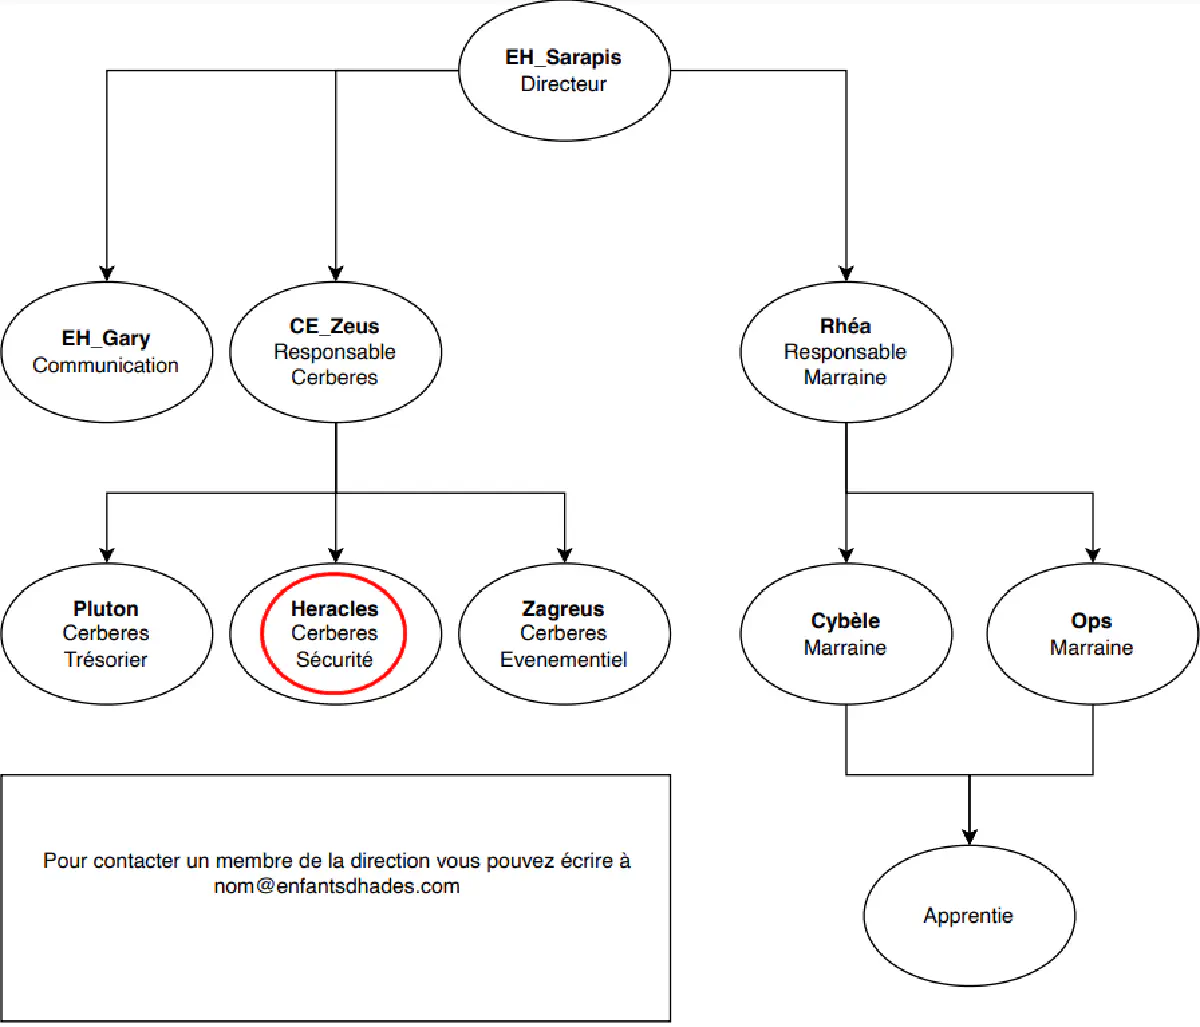 EH_Sarapis
Directeur
EH_Gary
Communication
CE_Zeus
Responsable
Cerberes
Rhéa
Responsable
Marraine
Pluton
Cerberes
Trésorier
Heracles
Cerberes
Sécurité
Zagreus
Cerberes
Evenementiel
Cybèle
Marraine
Ops
Marraine
Pour contacter un membre de la direction vous pouvez écrire à
nom@enfantsdhades.com
Apprentie